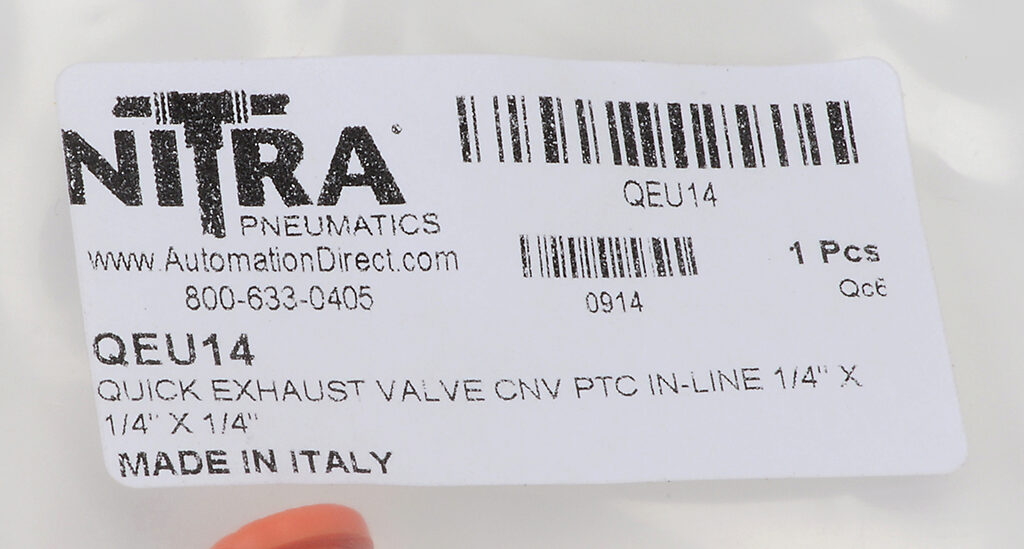 NITRA®
PNEUMATICS
www.AutomationDirect.com
800-633-0405
QEU14
0914
1 Pcs
Qc6
QEU14
QUICK EXHAUST VALVE CNV PTC IN-LINE 1/4" X
1/4" X 1/4"
MADE IN ITALY